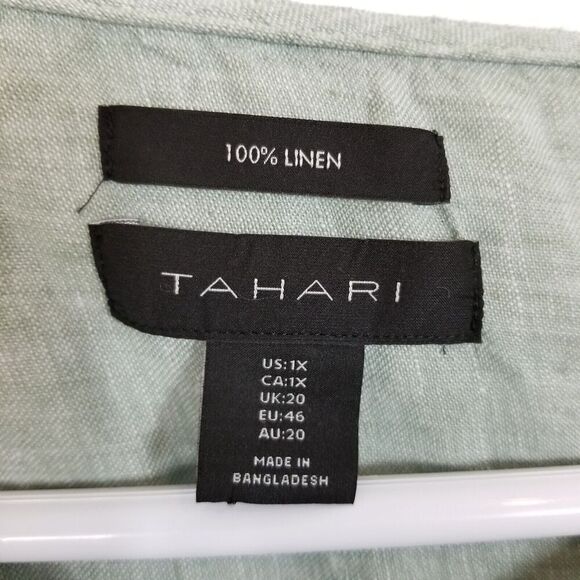 100% LINEN
TAHARI
US:1X
CA:1X
UK:20
EU:46
AU:20
MADE IN
BANGLADESH